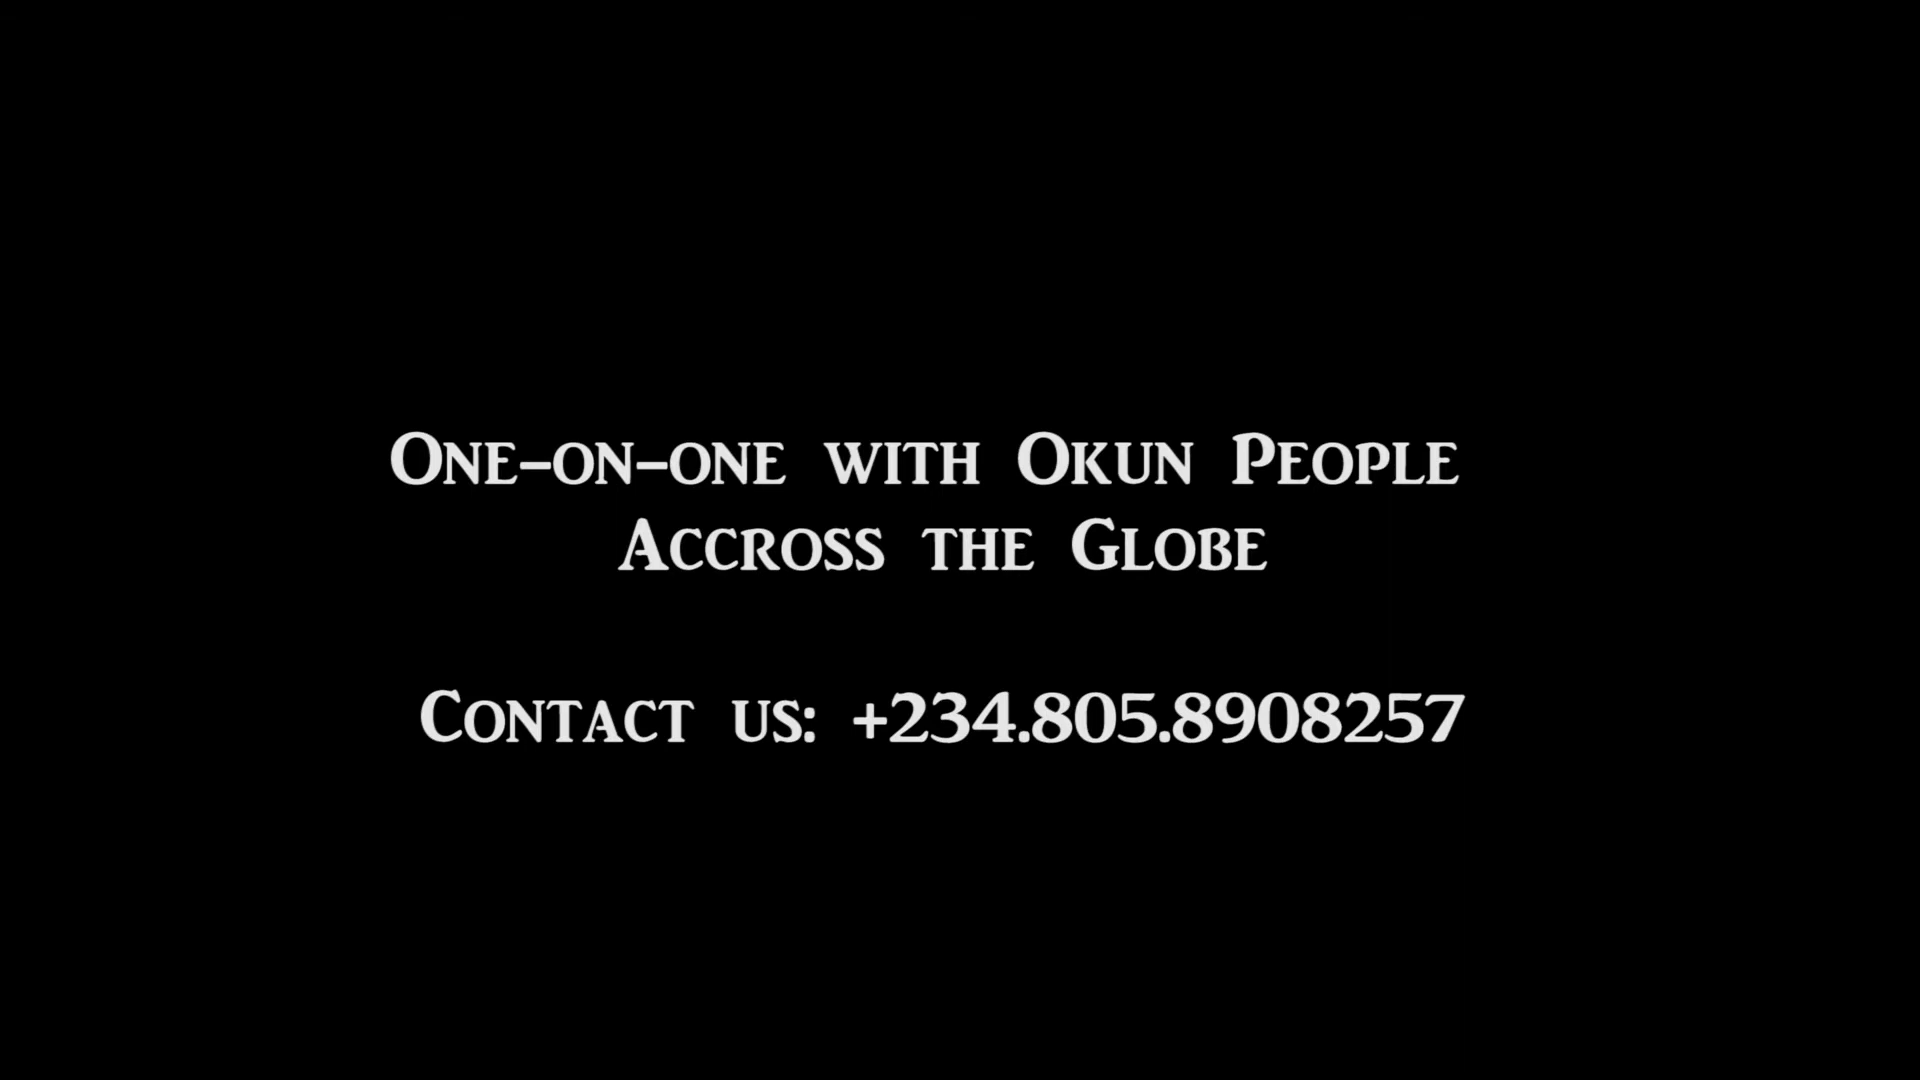 One-on-one with Okun People
Accross the Globe
Contact us: +234.805.8908257